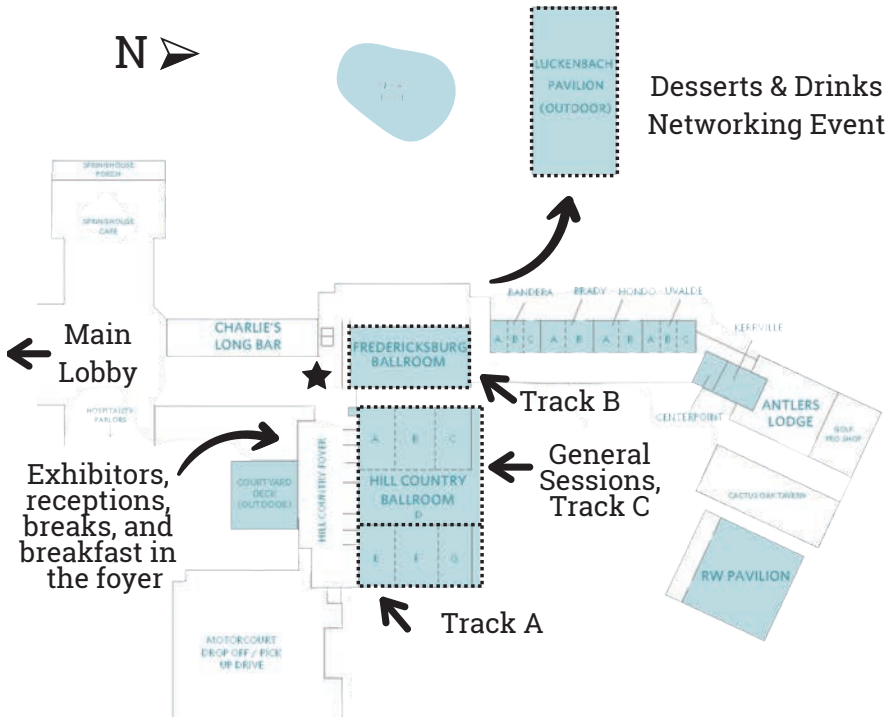 N
LUCKENBACH
PAVILION
(OUTDOOR)
Desserts & Drinks
Networking Event
SPRINGHOUSE
PORCH
SPRINGHOUSE
CAFE
BANDERA
BRADY
HONDO
UVALDE
Main
Lobby
CHARLIE'S
LONG BAR
FREDERICKSBURG
BALLROOM
A B C
A B
A B
A B C
KERRVILLE
CENTERPOINT
ANTLERS
LODGE
GOLF
PRO SHOP
Track B
HOSPITALITY
PARLORS
Exhibitors,
receptions,
breaks, and
breakfast in
the foyer
COURTYARD
DECK
(OUTDOOR)
HILL COUNTRY FOYER
A B C
HILL COUNTRY
BALLROOM
D
E F G
General
Sessions,
Track C
CACTUS OAK TAVERN
RW PAVILION
Track A
MOTORCOURT
DROP OFF / PICK
UP DRIVE